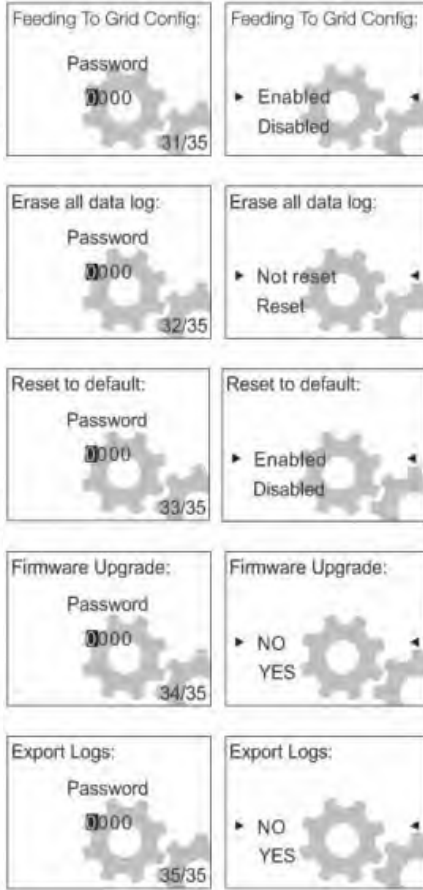 Feeding To Grid Config:
Password
0000
31/35
Feeding To Grid Config:
Enabled
Disabled
Erase all data log:
Password
0000
32/35
Erase all data log:
Not reset
Reset
Reset to default:
Password
0000
33/35
Reset to default:
Enabled
Disabled
Firmware Upgrade:
Password
0000
34/35
Firmware Upgrade:
NO
YES
Export Logs:
Password
0000
35/35
Export Logs:
NO
YES